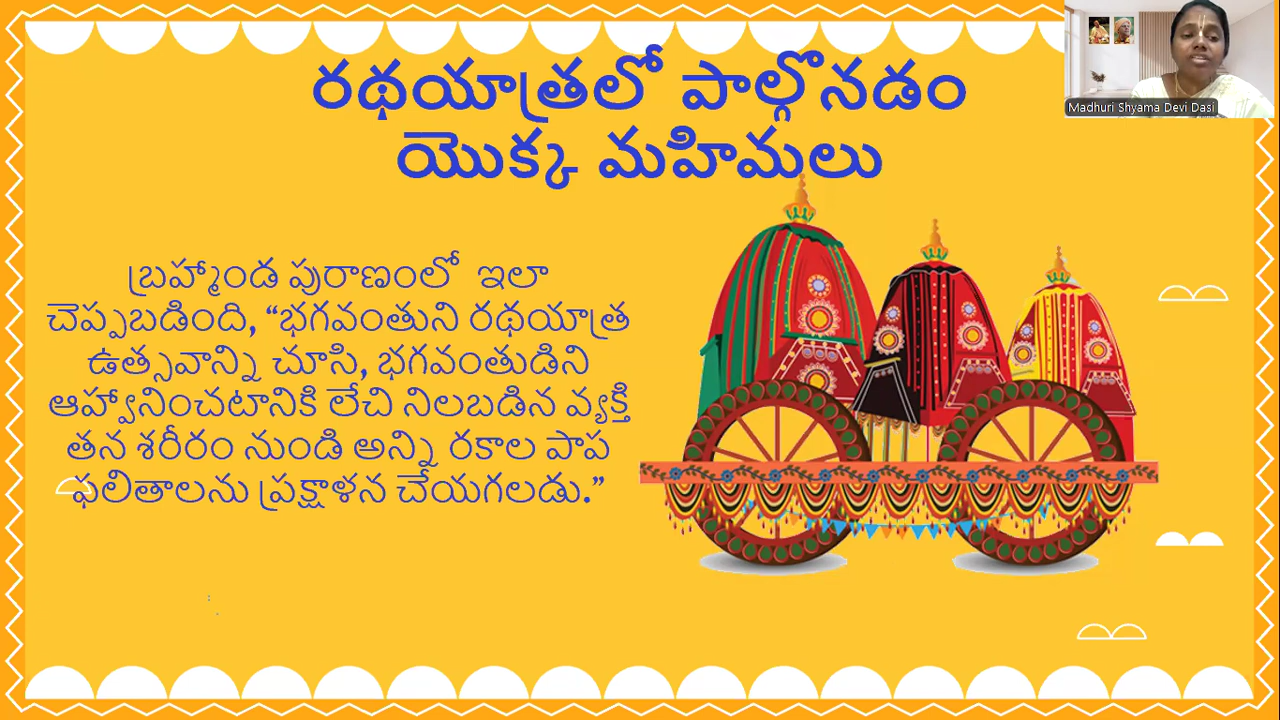 రథయాత్రలో పాల్గొనడం
యొక్క మహిమలు
Madhuri Shyama Devi Dasi
బ్రహ్మాండ పురాణంలో ఇలా
చెప్పబడింది, “భగవంతుని రథయాత్ర
ఉత్సవాన్ని చూసి, భగవంతుడిని
ఆహ్వానించటానికి లేచి నిలబడిన వ్యక్తి
తన శరీరం నుండి అన్ని రకాల పాప
ఫలితాలను ప్రక్షాళన చేయగలడు.”